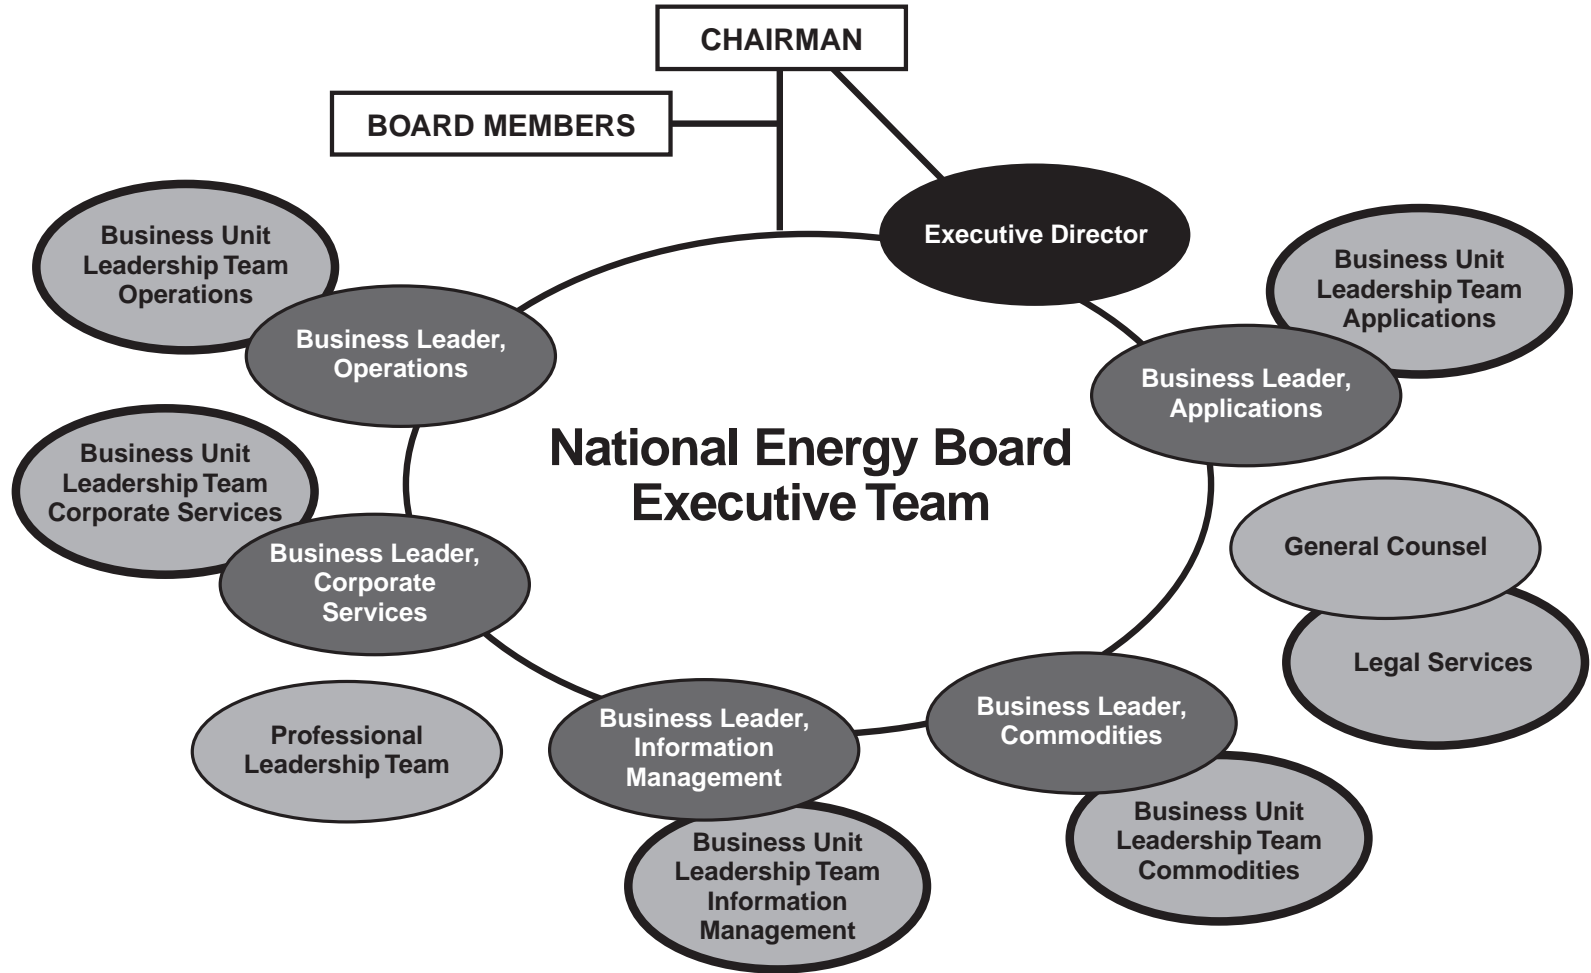 CHAIRMAN
BOARD MEMBERS
Executive Director
Business Unit
Leadership Team
Operations
Business Unit
Leadership Team
Applications
Business Leader,
Operations
Business Leader,
Applications
National Energy Board
Executive Team
Business Unit
Leadership Team
Corporate Services
General Counsel
Business Leader,
Corporate
Services
Legal Services
Professional
Leadership Team
Business Leader,
Information
Management
Business Leader,
Commodities
Business Unit
Leadership Team
Commodities
Business Unit
Leadership Team
Information
Management